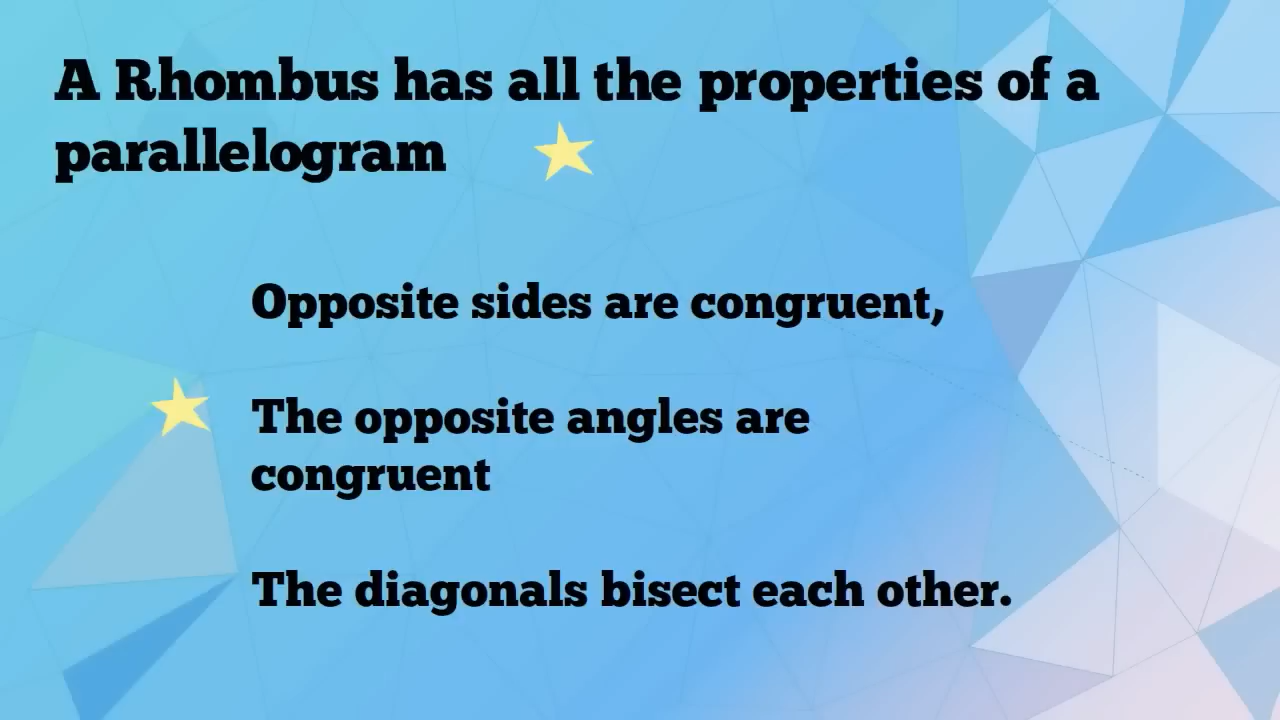 A Rhombus has all the properties of a
parallelogram
Opposite sides are congruent,
The opposite angles are
congruent
The diagonals bisect each other.